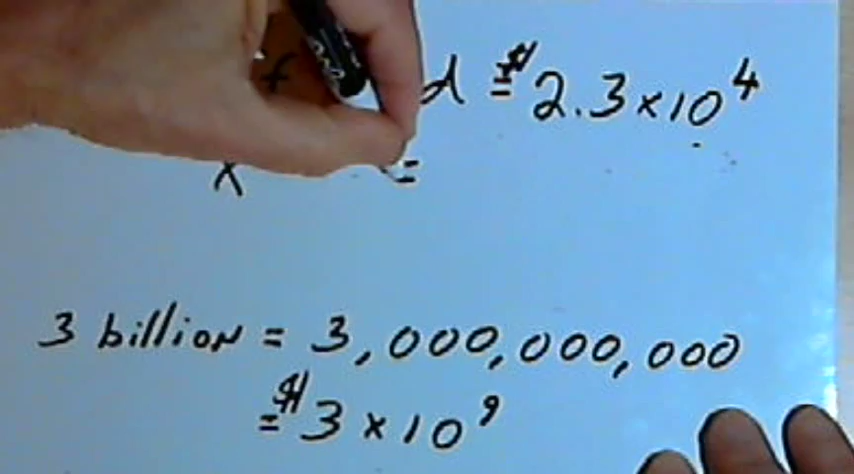 d = $2.3 × 10⁴
x =
3 billion = 3,000,000,000
= $3 × 10⁹